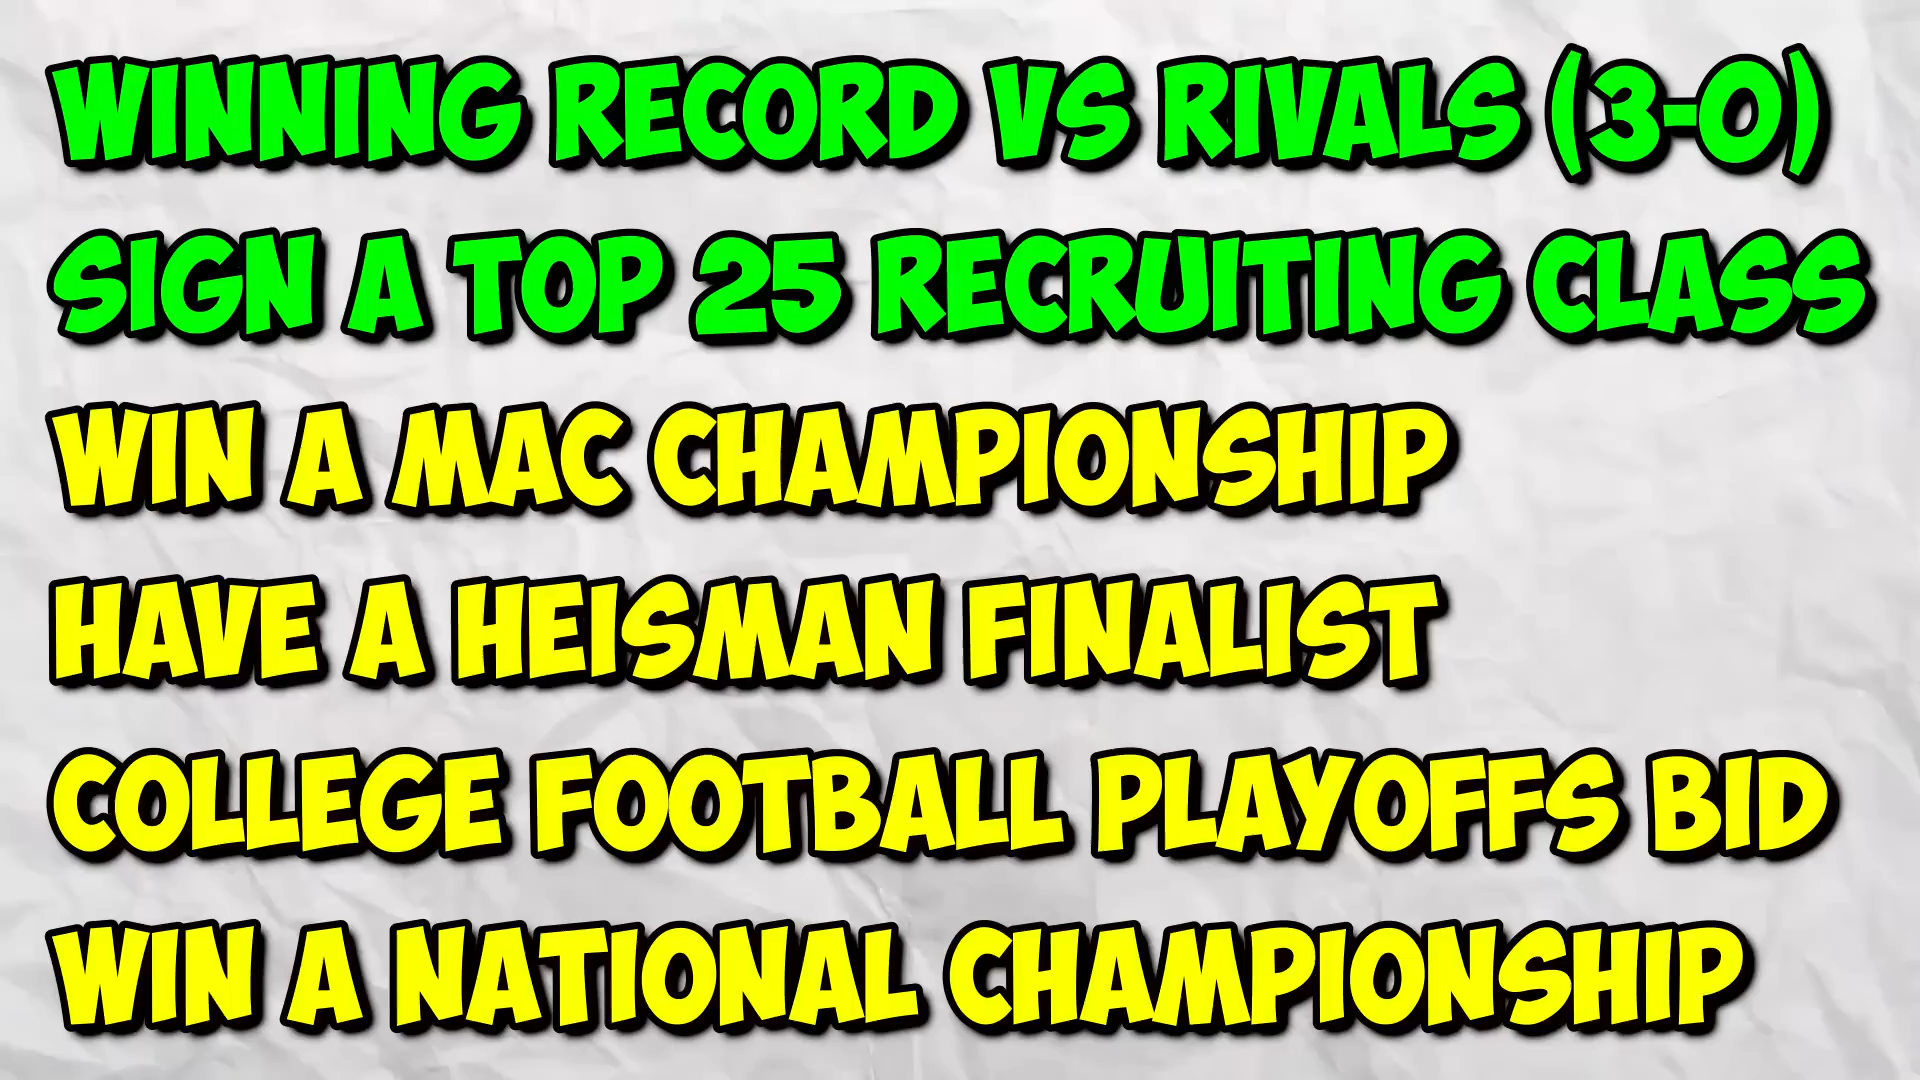 WINNING RECORD VS RIVALS (3-0)
SIGN A TOP 25 RECRUITING CLASS
WIN A MAC CHAMPIONSHIP
HAVE A HEISMAN FINALIST
COLLEGE FOOTBALL PLAYOFFS BID
WIN A NATIONAL CHAMPIONSHIP